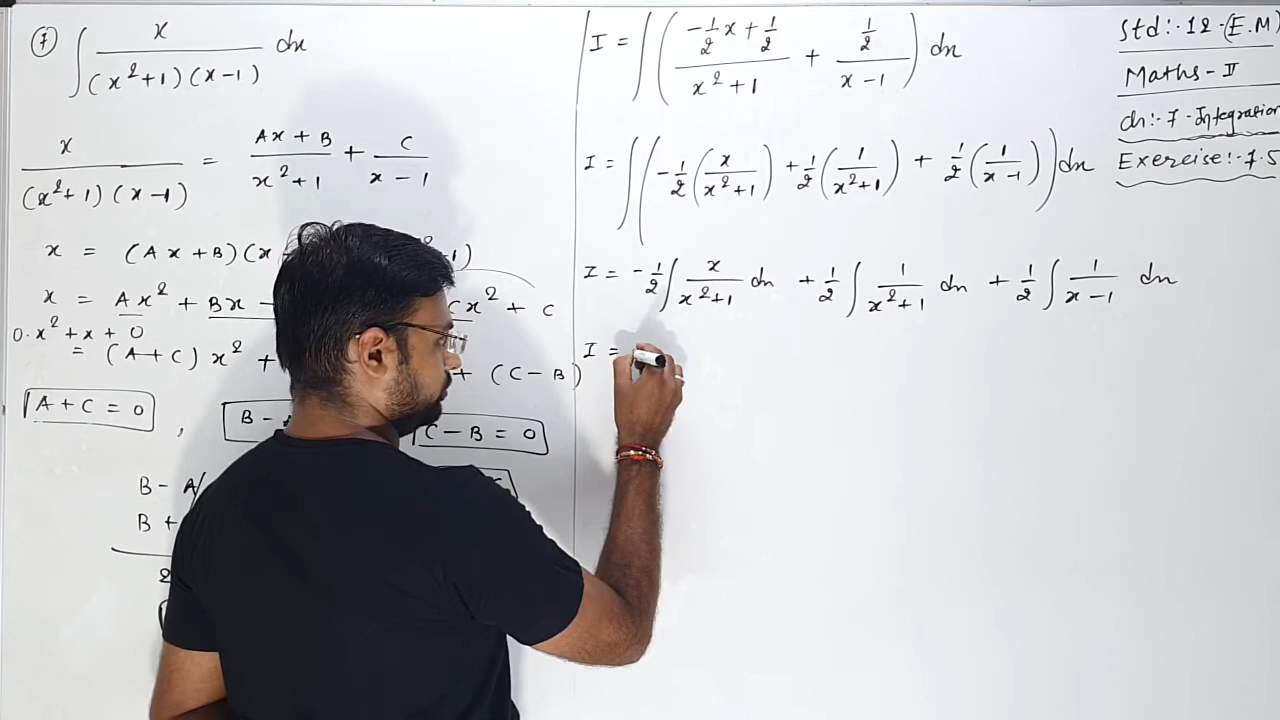 7 ∫ x / (x²+1)(x-1) dx
x / (x²+1)(x-1) = Ax+B / x²+1 + C / x-1
x = (Ax+B)(x
x = Ax² + Bx - Cx² + C
0·x² + x + 0
= (A+C) x² + + (C-B)
A+C = 0 , B - C-B = 0
B - A
B +
2
I = ∫ ( -1/2 x + 1/2 / x²+1 + 1/2 / x-1 ) dx
I = ∫ ( -1/2 ( x / x²+1 ) + 1/2 ( 1 / x²+1 ) + 1/2 ( 1 / x-1 ) ) dx
I = -1/2 ∫ x / x²+1 dx + 1/2 ∫ 1 / x²+1 dx + 1/2 ∫ 1 / x-1 dx
I =
Std:- 12 - (E.M)
Maths - II
ch:- 7 - Integration
Exercise:- 7.5